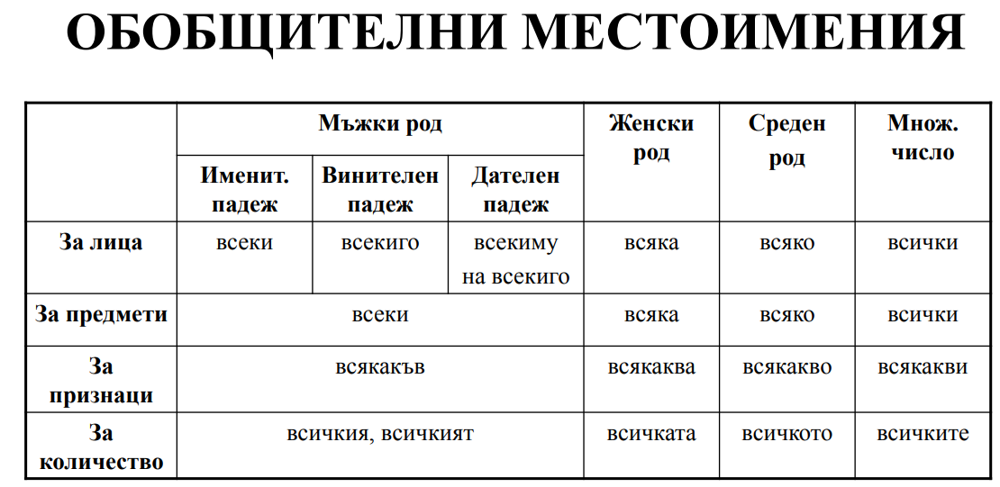 ОБОБЩИТЕЛНИ МЕСТОИМЕНИЯ
Мъжки род
Женски
род
Среден
род
Множ.
число
Именит.
падеж
Винителен
падеж
Дателен
падеж
За лица
всеки
всекиго
всекиму
на всекиго
всяка
всяко
всички
За предмети
всеки
всяка
всяко
всички
За
признаци
всякакъв
всякаква
всякакво
всякакви
За
количество
всичкия, всичкият
всичката
всичкото
всичките